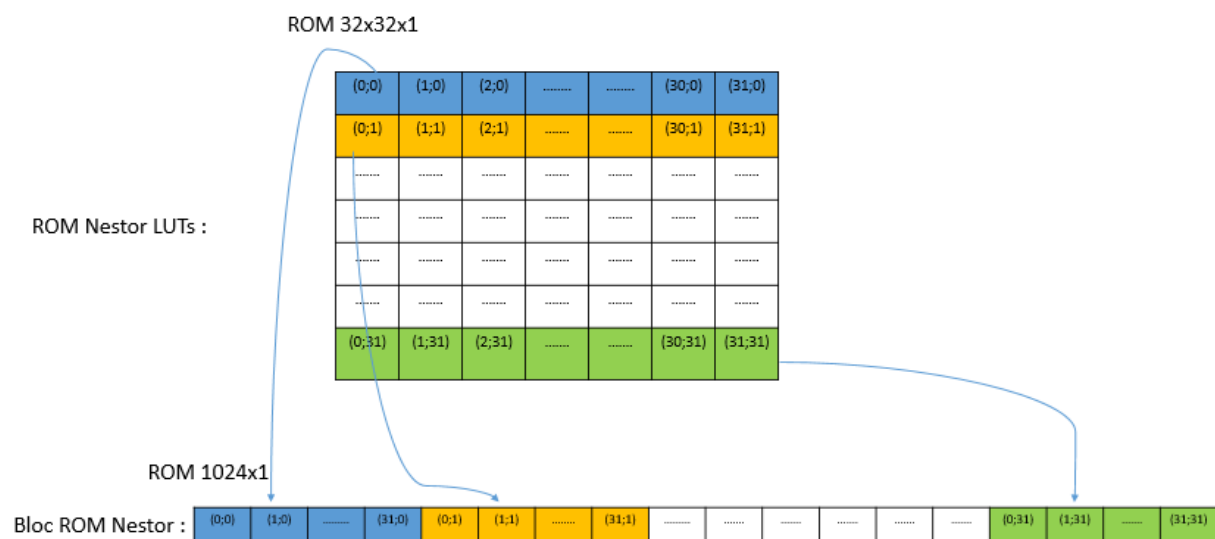 ROM 32x32x1
(0;0) (1;0) (2;0) ........ ........ (30;0) (31;0)
(0;1) (1;1) (2;1) ....... ....... (30;1) (31;1)
....... ....... ....... ....... ....... ....... .......
ROM Nestor LUTs :
....... ....... ....... ....... ....... ....... .......
....... ....... ....... ....... ....... ....... .......
....... ....... ....... ....... ....... ....... .......
(0;31) (1;31) (2;31) ....... ....... (30;31) (31;31)
ROM 1024x1
Bloc ROM Nestor : (0;0) (1;0) ........ (31;0) (0;1) (1;1) ....... (31;1) ........ ....... ....... ....... ....... ....... (0;31) (1;31) ....... (31;31)